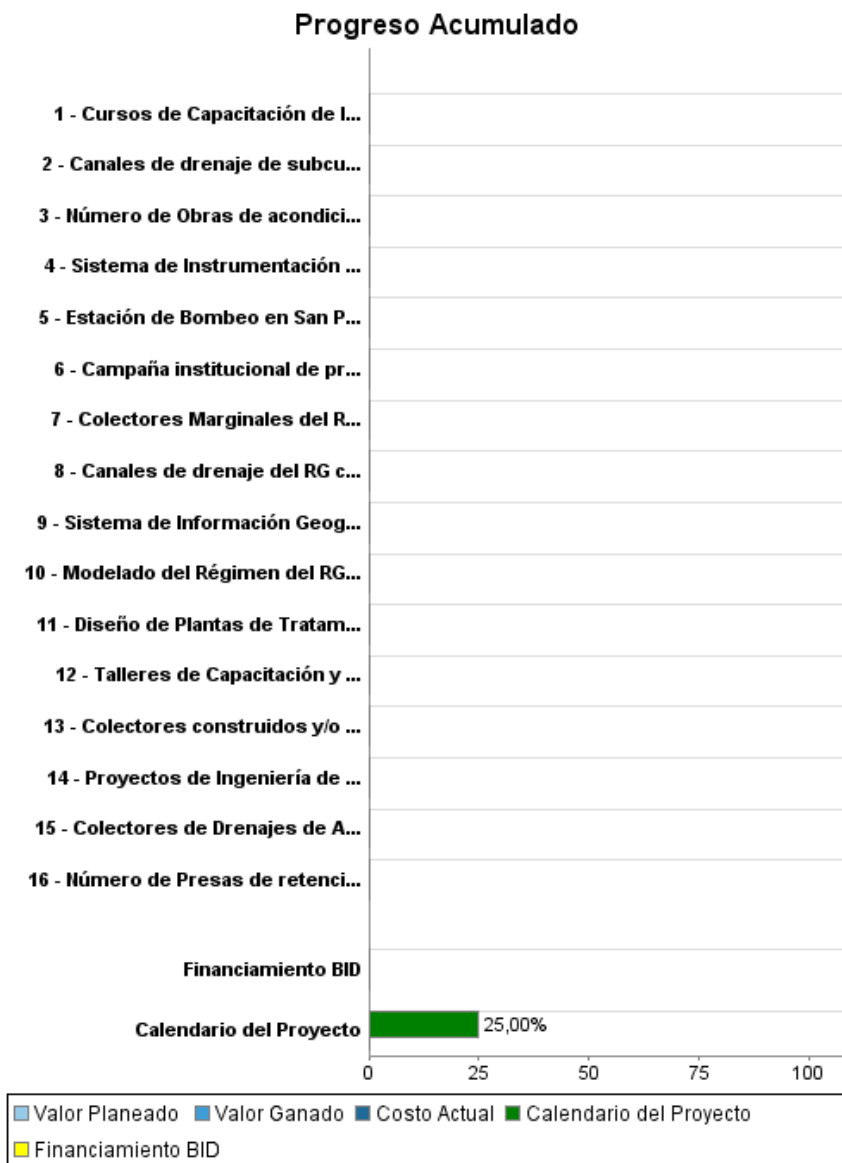 Progreso Acumulado
1 - Cursos de Capacitación de l...
2 - Canales de drenaje de subcu...
3 - Número de Obras de acondici...
4 - Sistema de Instrumentación ...
5 - Estación de Bombeo en San P...
6 - Campaña institucional de pr...
7 - Colectores Marginales del R...
8 - Canales de drenaje del RG c...
9 - Sistema de Información Geog...
10 - Modelado del Régimen del RG...
11 - Diseño de Plantas de Tratam...
12 - Talleres de Capacitación y ...
13 - Colectores construidos y/o ...
14 - Proyectos de Ingeniería de ...
15 - Colectores de Drenajes de A...
16 - Número de Presas de retenci...
Financiamiento BID
Calendario del Proyecto 25,00%
0 25 50 75 100
Valor Planeado Valor Ganado Costo Actual Calendario del Proyecto
Financiamiento BID